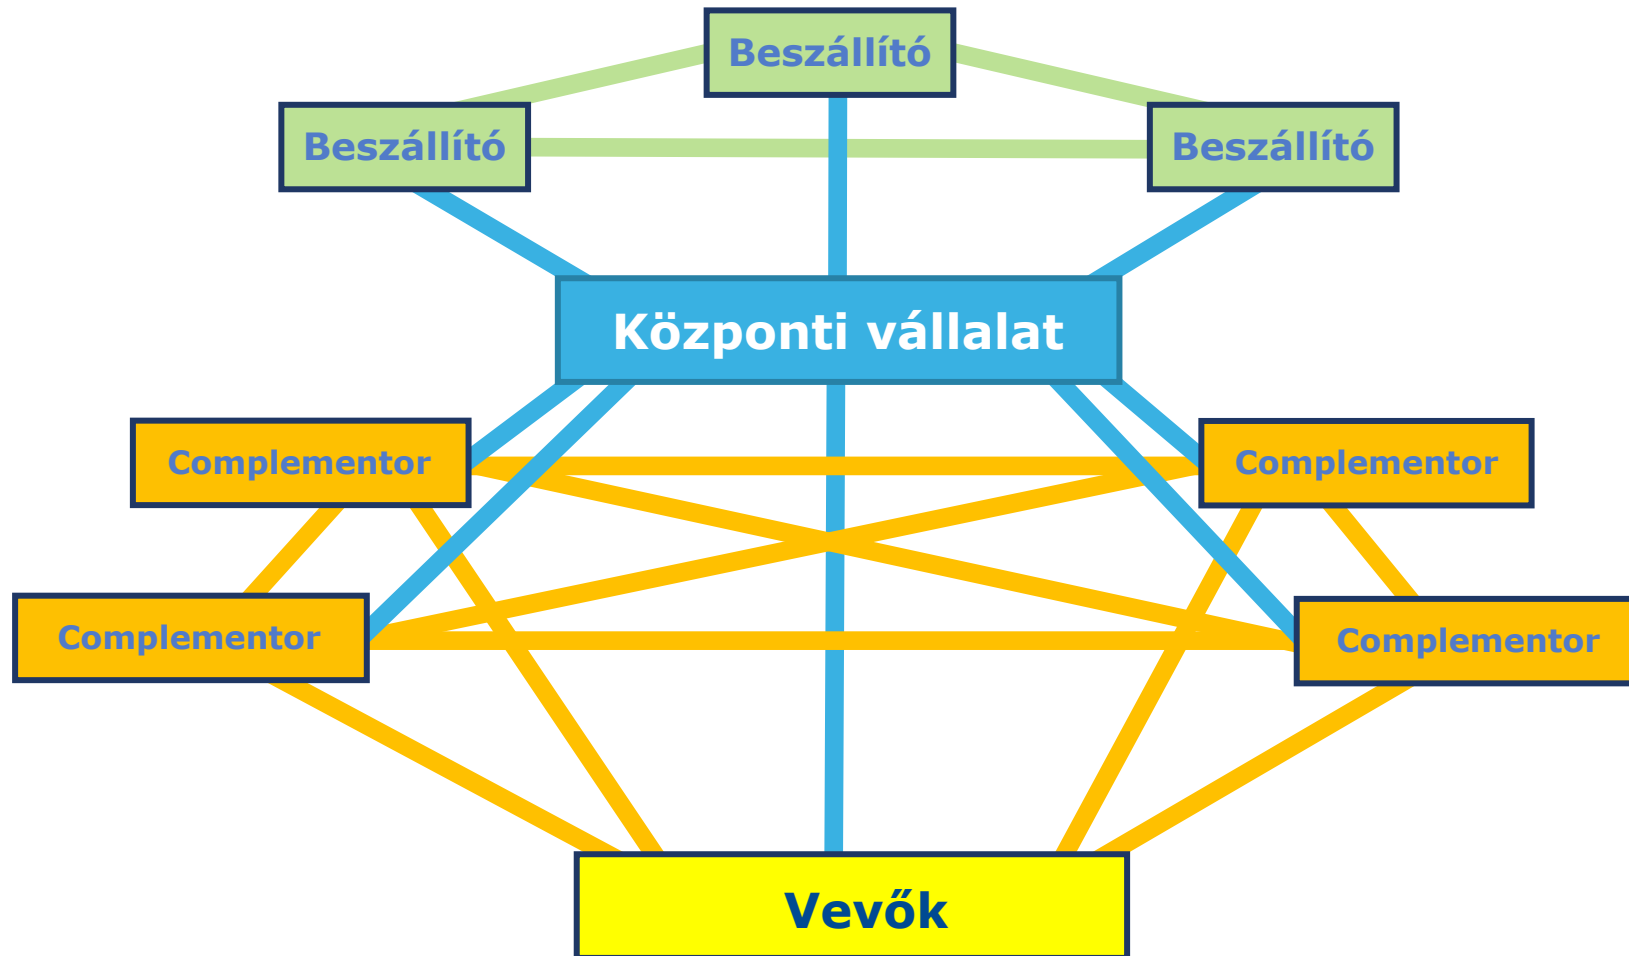 Beszállító
Beszállító
Beszállító
Központi vállalat
Complementor
Complementor
Complementor
Complementor
Vevők